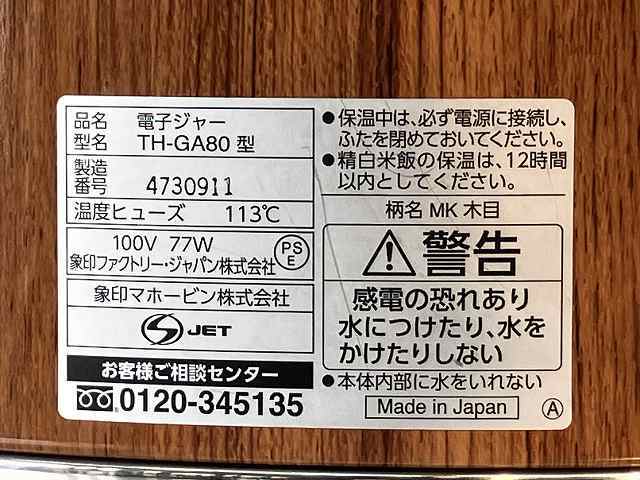 品名 電子ジャー
型名 TH-GA80 型
製造
番号 4730911
温度ヒューズ 113℃
100V 77W
象印ファクトリー・ジャパン株式会社
PS
E
象印マホービン株式会社
S JET
お客様ご相談センター
0120-345135
●保温中は、必ず電源に接続し、
ふたを閉めておいてください。
●精白米飯の保温は、12時間
以内としてください。
柄名 MK 木目
警告
感電の恐れあり
水につけたり、水を
かけたりしない
●本体内部に水をいれない
Made in Japan
A